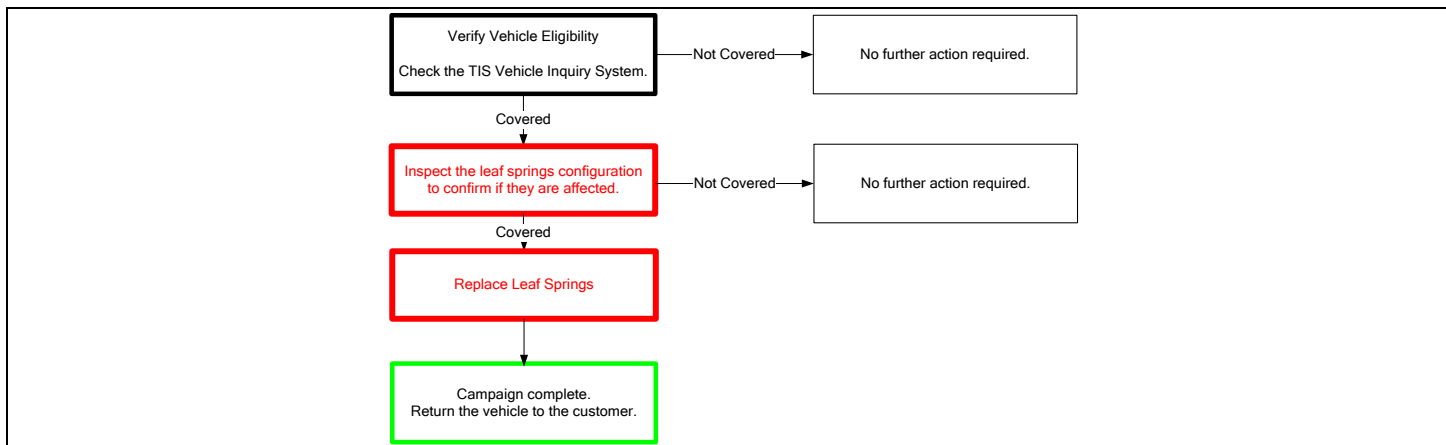 Verify Vehicle Eligibility
Check the TIS Vehicle Inquiry System.
Not Covered
No further action required.
Covered
Inspect the leaf springs configuration
to confirm if they are affected.
Not Covered
No further action required.
Covered
Replace Leaf Springs
Campaign complete.
Return the vehicle to the customer.